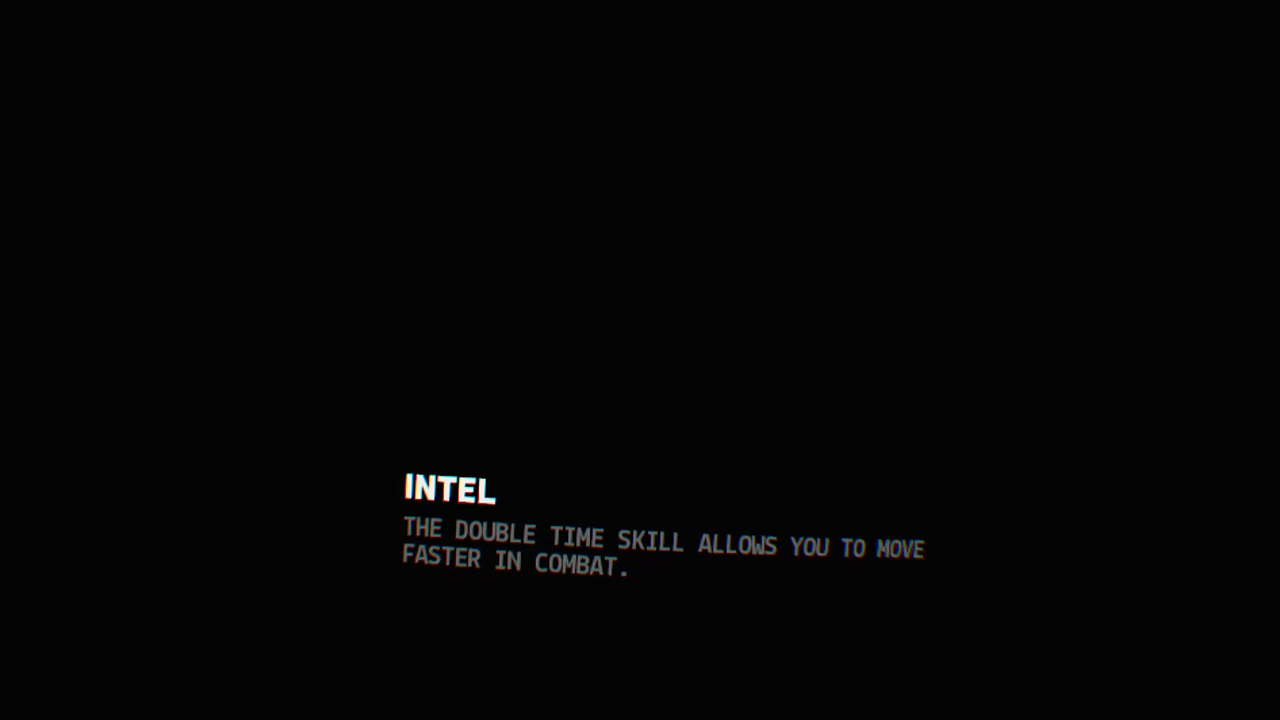 INTEL
THE DOUBLE TIME SKILL ALLOWS YOU TO MOVE
FASTER IN COMBAT.